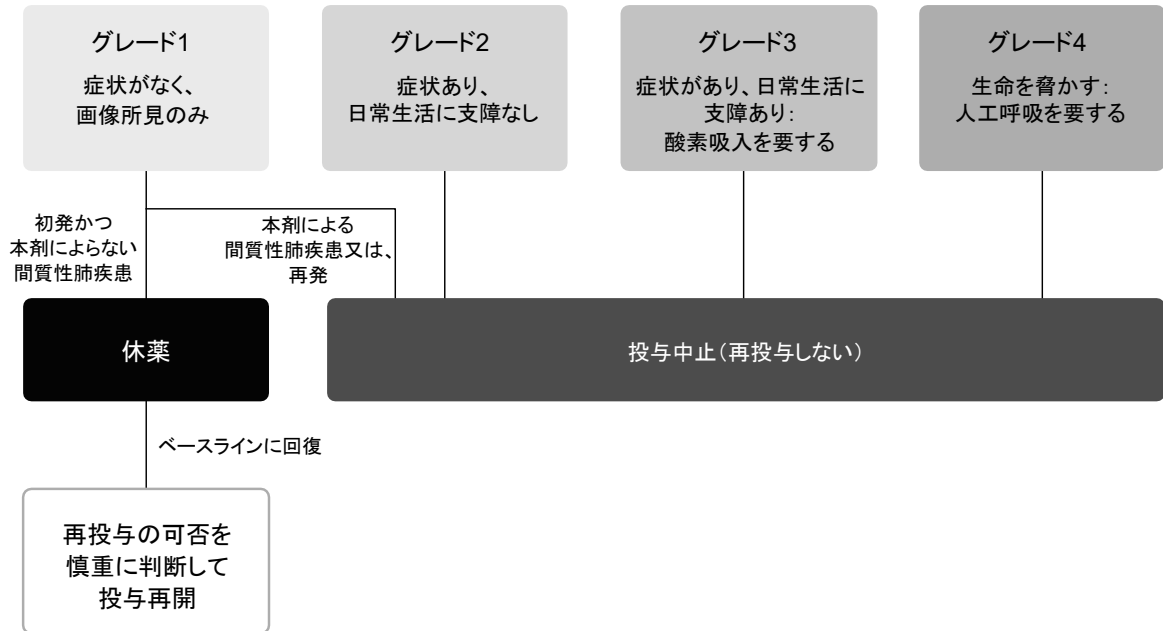 グレード1
症状がなく、
画像所見のみ
グレード2
症状あり、
日常生活に支障なし
グレード3
症状があり、日常生活に
支障あり：
酸素吸入を要する
グレード4
生命を脅かす：
人工呼吸を要する
初発かつ
本剤によらない
間質性肺疾患
本剤による
間質性肺疾患又は、
再発
休薬
投与中止（再投与しない）
ベースラインに回復
再投与の可否を
慎重に判断して
投与再開